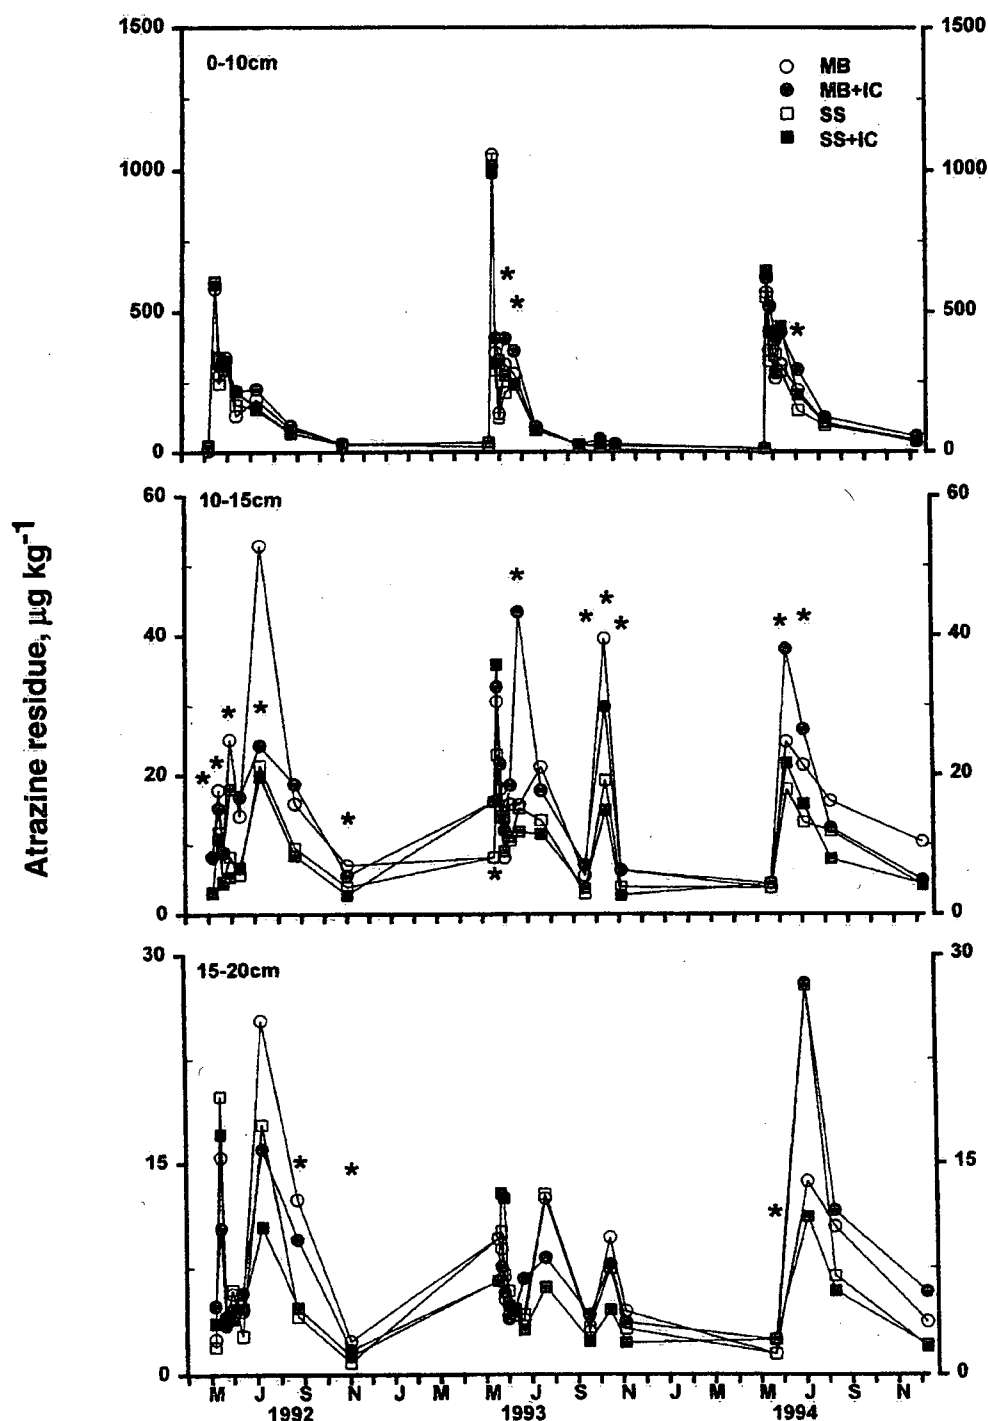 1500 1500
0-10cm
MB
MB+IC
SS
SS+IC
1000 1000
* *
500 500
*
0 0
60 60
10-15cm
* * * * *
40 40
* *
* * * *
20 20
*
*
0 0
30 30
15-20cm
15 15
* *
*
0 0
M J S N J M M J S N J M M J S N
1992 1993 1994
Atrazine residue, µg kg⁻¹